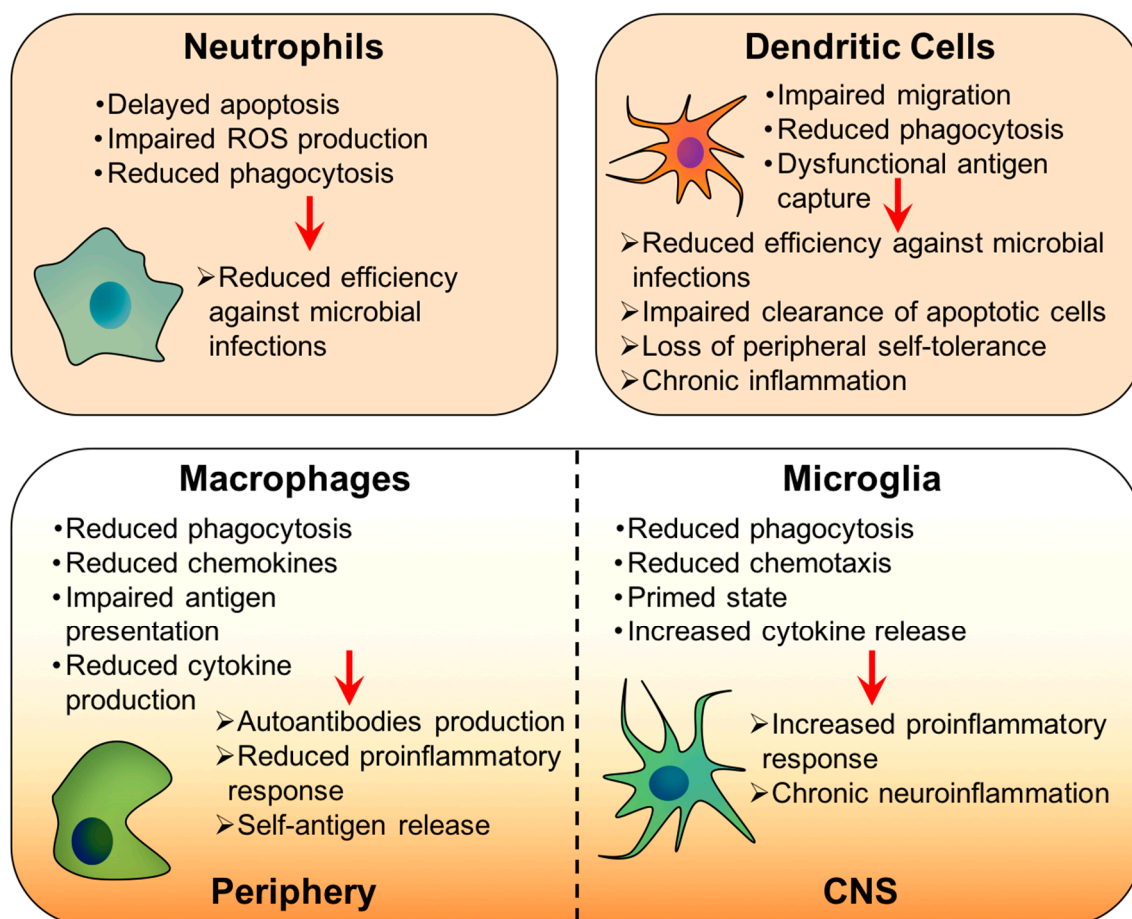 Neutrophils
•Delayed apoptosis
•Impaired ROS production
•Reduced phagocytosis
➢Reduced efficiency
against microbial
infections
Dendritic Cells
•Impaired migration
•Reduced phagocytosis
•Dysfunctional antigen
capture
➢Reduced efficiency against microbial
infections
➢Impaired clearance of apoptotic cells
➢Loss of peripheral self-tolerance
➢Chronic inflammation
Macrophages
•Reduced phagocytosis
•Reduced chemokines
•Impaired antigen
presentation
•Reduced cytokine
production
➢Autoantibodies production
➢Reduced proinflammatory
response
➢Self-antigen release
Periphery
Microglia
•Reduced phagocytosis
•Reduced chemotaxis
•Primed state
•Increased cytokine release
➢Increased proinflammatory
response
➢Chronic neuroinflammation
CNS